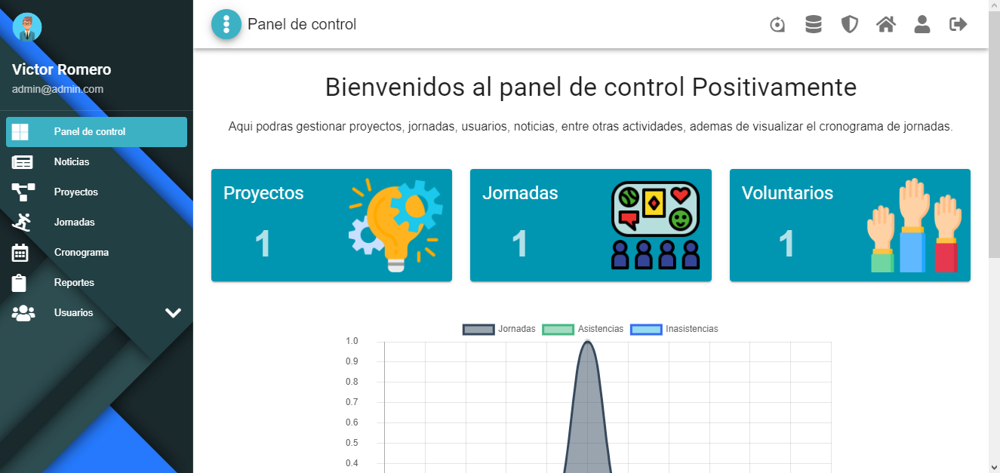 Victor Romero
admin@admin.com
Panel de control
Noticias
Proyectos
Jornadas
Cronograma
Reportes
Usuarios
Panel de control
Bienvenidos al panel de control Positivamente
Aqui podras gestionar proyectos, jornadas, usuarios, noticias, entre otras actividades, ademas de visualizar el cronograma de jornadas.
Proyectos
1
Jornadas
1
Voluntarios
1
Jornadas Asistencias Inasistencias
1.0
0.9
0.8
0.7
0.6
0.5
0.4